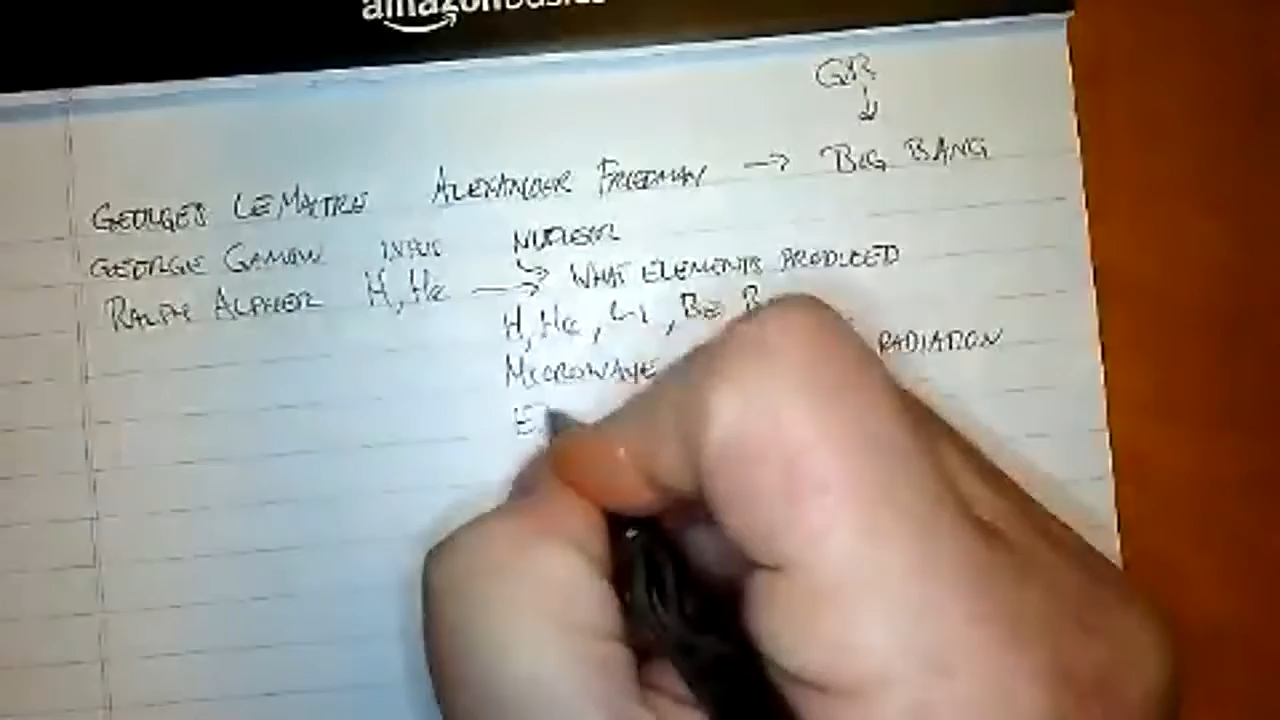 amazonbasics
GR
GEORGES LEMAITRE ALEXANDER FRIEDMAN → BIG BANG
GEORGE GAMOW INPUT NUCLEAR
RALPH ALPHER H, He → WHAT ELEMENTS PRODUCED
H, He, Li, Be, B
MICROWAVE RADIATION
E